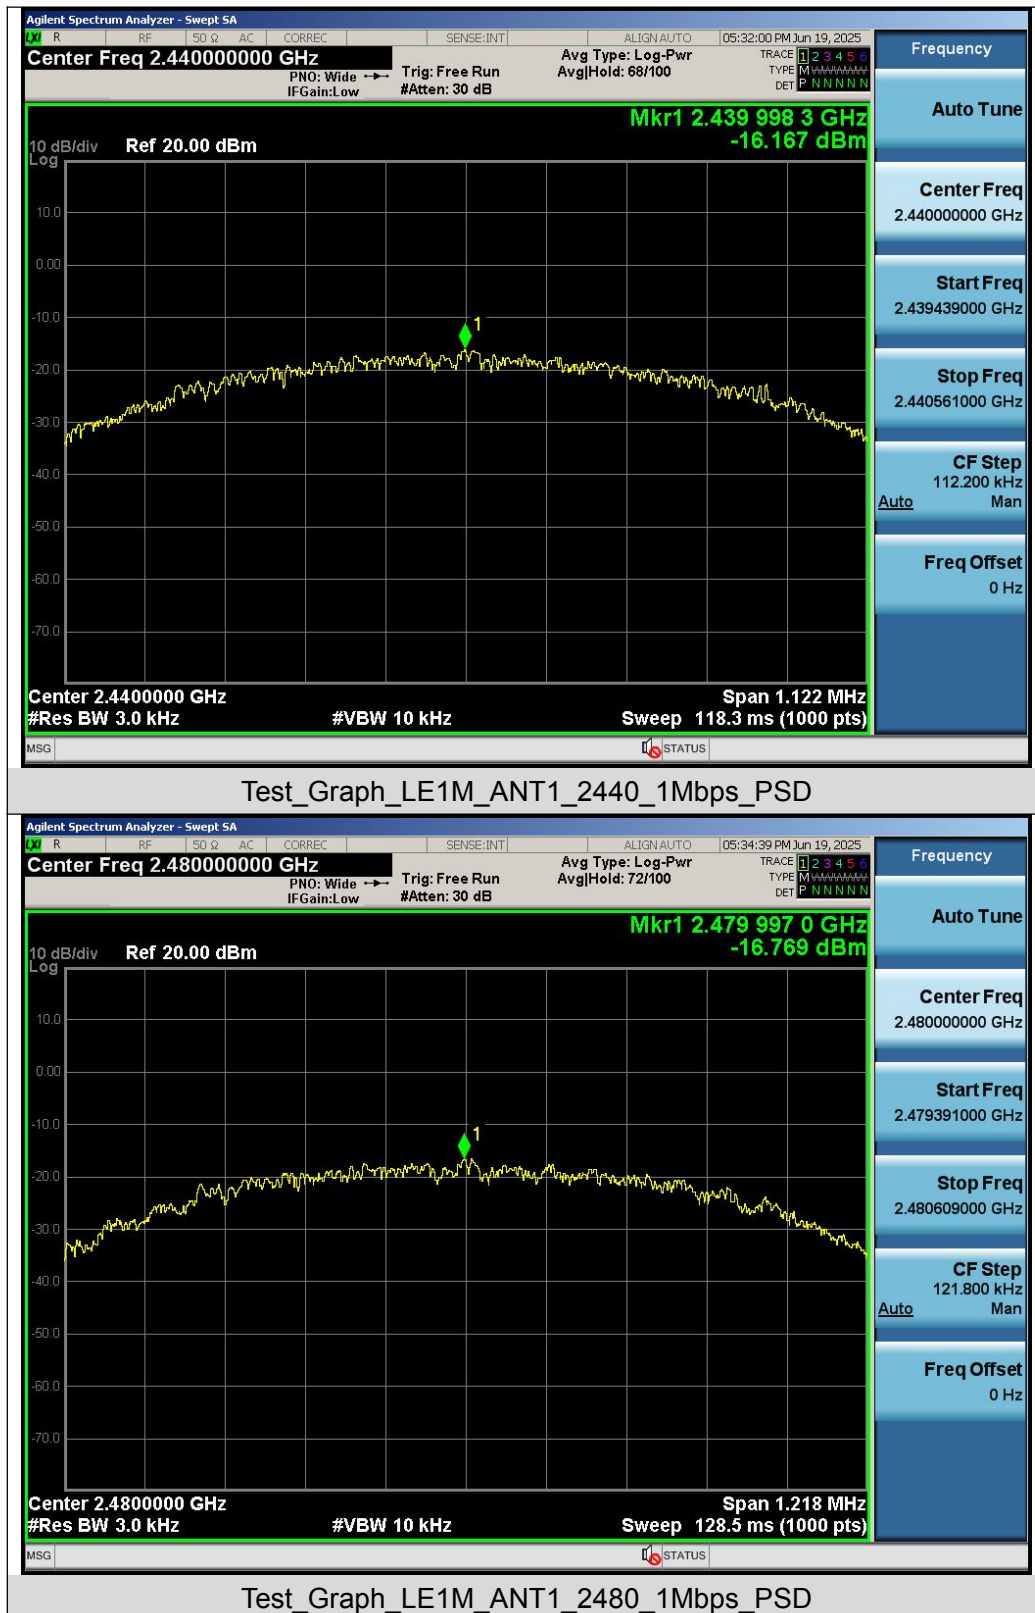 Agilent Spectrum Analyzer - Swept SA
LXI R RF 50 Ω AC CORREC SENSE:INT ALIGN AUTO 05:32:00 PM Jun 19, 2025
Center Freq 2.440000000 GHz
PNO: Wide
IFGain:Low
Trig: Free Run
#Atten: 30 dB
Avg Type: Log-Pwr
Avg|Hold: 68/100
TRACE 1 2 3 4 5 6
TYPE M
DET P N N N N N
Frequency
Mkr1 2.439 998 3 GHz
-16.167 dBm
10 dB/div Ref 20.00 dBm
Log
10.0
0.00
-10.0
-20.0
-30.0
-40.0
-50.0
-60.0
-70.0
1
Center 2.4400000 GHz Span 1.122 MHz
#Res BW 3.0 kHz #VBW 10 kHz Sweep 118.3 ms (1000 pts)
MSG STATUS
Auto Tune
Center Freq
2.440000000 GHz
Start Freq
2.439439000 GHz
Stop Freq
2.440561000 GHz
CF Step
112.200 kHz
Auto Man
Freq Offset
0 Hz
Test_Graph_LE1M_ANT1_2440_1Mbps_PSD
Agilent Spectrum Analyzer - Swept SA
LXI R RF 50 Ω AC CORREC SENSE:INT ALIGN AUTO 05:34:39 PM Jun 19, 2025
Center Freq 2.480000000 GHz
PNO: Wide
IFGain:Low
Trig: Free Run
#Atten: 30 dB
Avg Type: Log-Pwr
Avg|Hold: 72/100
TRACE 1 2 3 4 5 6
TYPE M
DET P N N N N N
Frequency
Mkr1 2.479 997 0 GHz
-16.769 dBm
10 dB/div Ref 20.00 dBm
Log
10.0
0.00
-10.0
-20.0
-30.0
-40.0
-50.0
-60.0
-70.0
1
Center 2.4800000 GHz Span 1.218 MHz
#Res BW 3.0 kHz #VBW 10 kHz Sweep 128.5 ms (1000 pts)
MSG STATUS
Auto Tune
Center Freq
2.480000000 GHz
Start Freq
2.479391000 GHz
Stop Freq
2.480609000 GHz
CF Step
121.800 kHz
Auto Man
Freq Offset
0 Hz
Test_Graph_LE1M_ANT1_2480_1Mbps_PSD